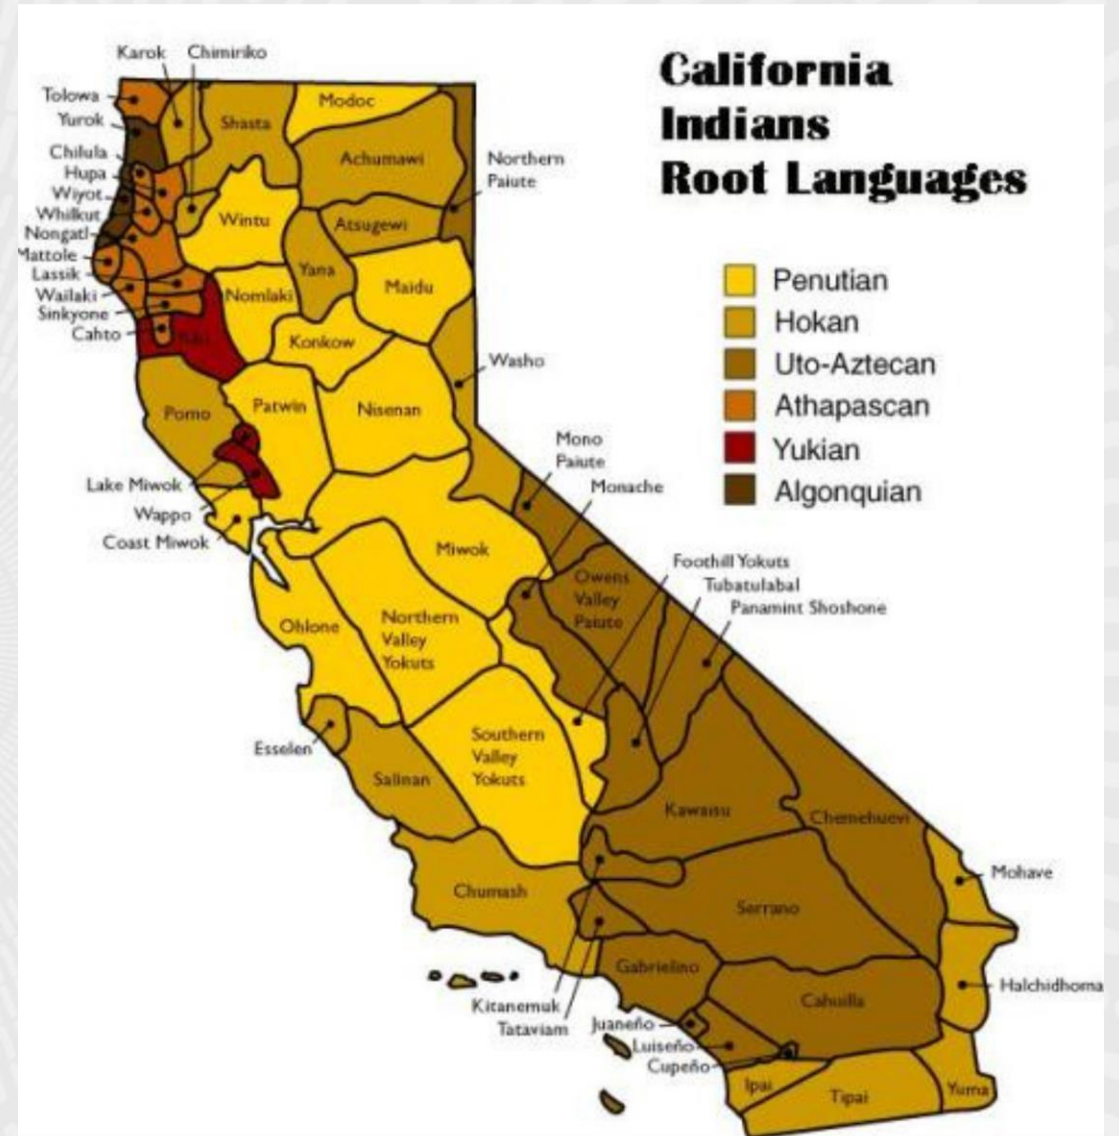 California
Indians
Root Languages
Penutian
Hokan
Uto-Aztecan
Athapascan
Yukian
Algonquian
Karok
Chimiriko
Tolowa
Yurok
Chilula
Hupa
Wiyot
Whilkut
Nongatl
Mattole
Lassik
Wailaki
Sinkyone
Cahto
Modoc
Shasta
Achumawi
Northern
Paiute
Wintu
Atsugewi
Yana
Nomlaki
Maidu
Konkow
Yuki
Washo
Pomo
Patwin
Nisenan
Mono
Paiute
Monache
Lake Miwok
Wappo
Coast Miwok
Miwok
Foothill Yokuts
Tubatulabal
Panamint Shoshone
Owens
Valley
Paiute
Ohlone
Northern
Valley
Yokuts
Esselen
Salinan
Southern
Valley
Yokuts
Kawaisu
Chemehuevi
Mohave
Chumash
Serrano
Gabrielino
Cahuilla
Halchidhoma
Kitanemuk
Tataviam
Juaneño
Luiseño
Cupeño
Ipai
Tipai
Yuma